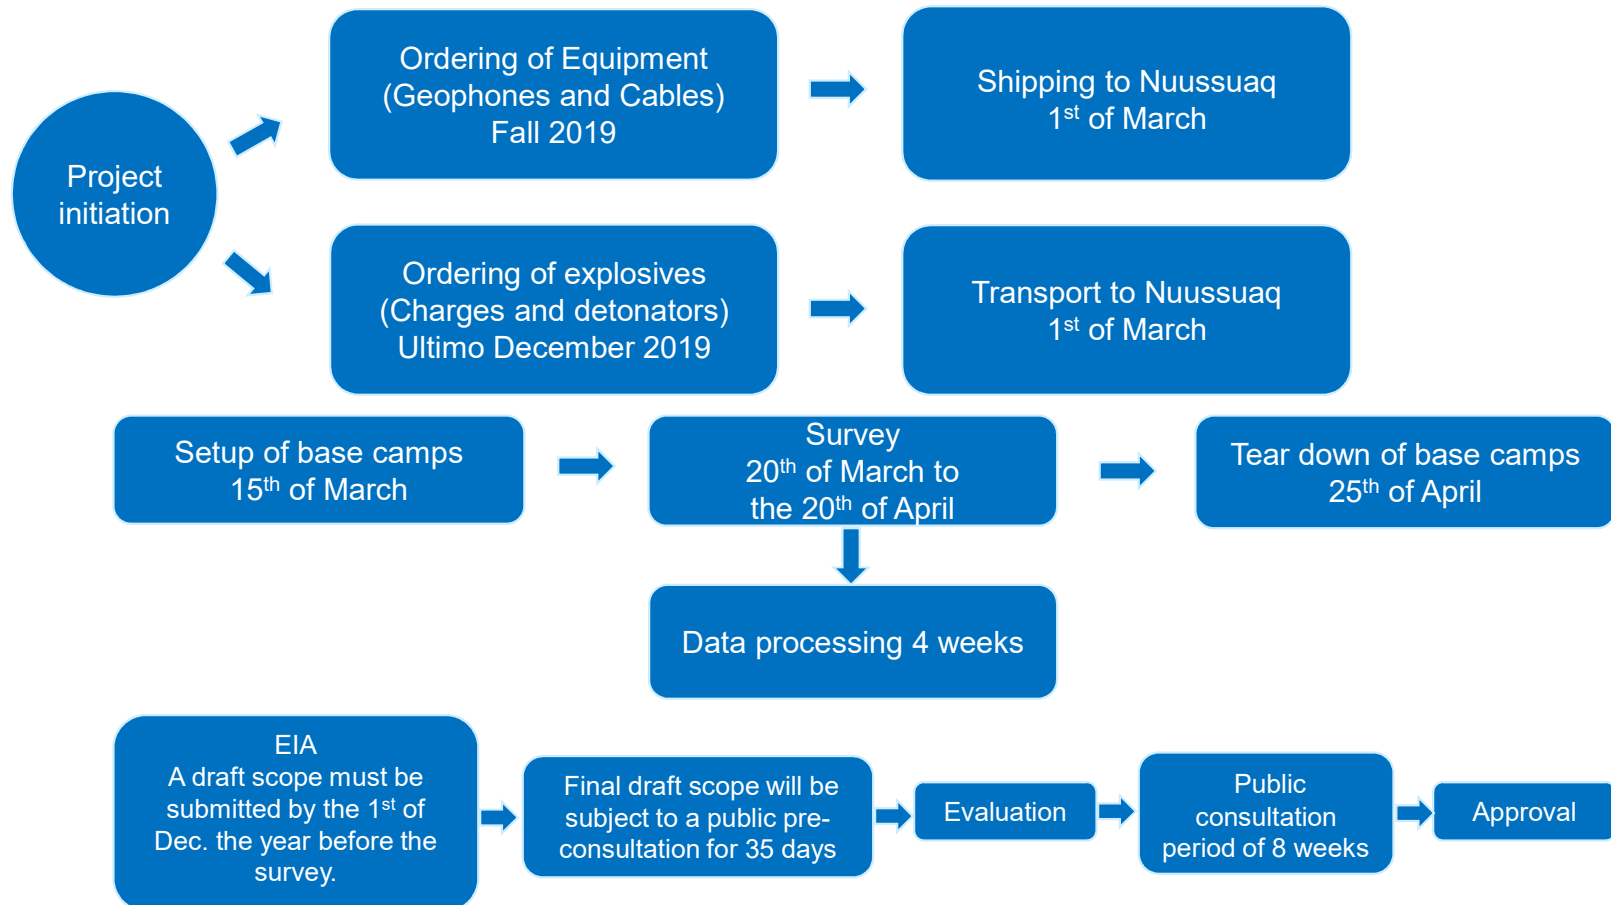 Project
initiation
Ordering of Equipment
(Geophones and Cables)
Fall 2019
Shipping to Nuussuaq
1st of March
Ordering of explosives
(Charges and detonators)
Ultimo December 2019
Transport to Nuussuaq
1st of March
Setup of base camps
15th of March
Survey
20th of March to
the 20th of April
Tear down of base camps
25th of April
Data processing 4 weeks
EIA
A draft scope must be
submitted by the 1st of
Dec. the year before the
survey.
Final draft scope will be
subject to a public pre-
consultation for 35 days
Evaluation
Public
consultation
period of 8 weeks
Approval